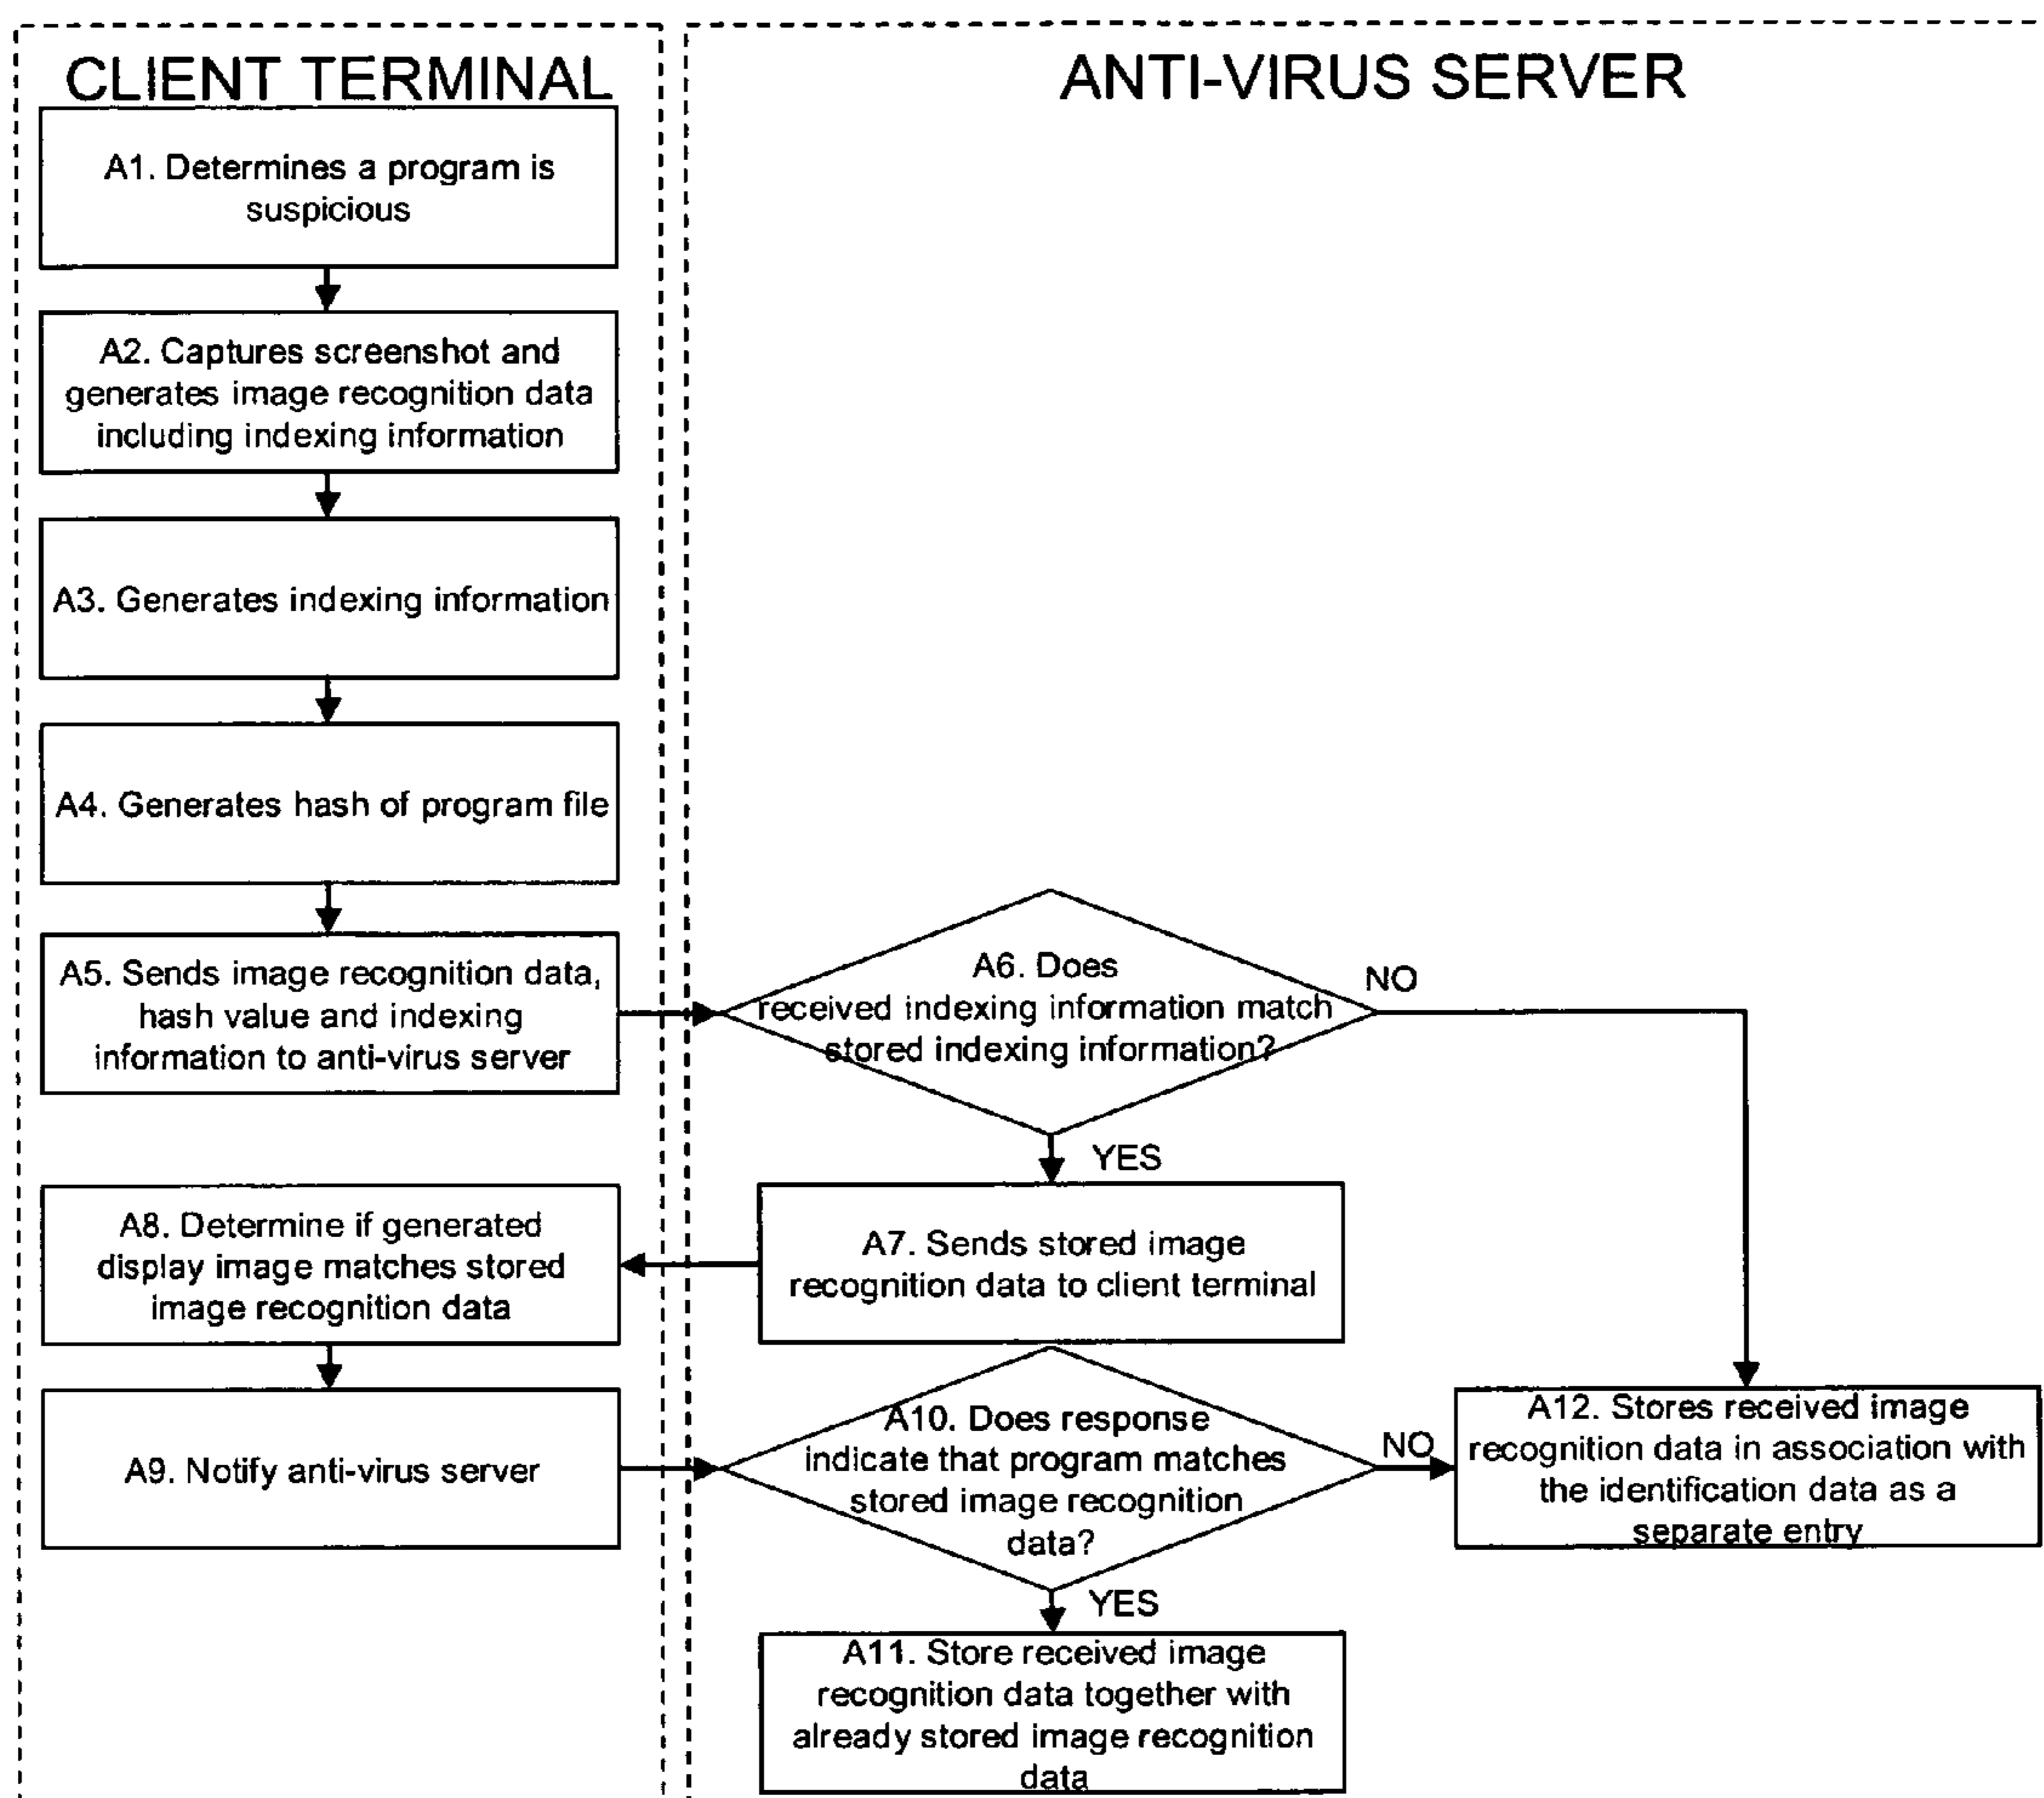 CLIENT TERMINAL
ANTI-VIRUS SERVER
A1. Determines a program is
suspicious
A2. Captures screenshot and
generates image recognition data
including indexing information
A3. Generates indexing information
A4. Generates hash of program file
A5. Sends image recognition data,
hash value and indexing
information to anti-virus server
A6. Does
received indexing information match
stored indexing information?
NO
YES
A7. Sends stored image
recognition data to client terminal
A8. Determine if generated
display image matches stored
image recognition data
A9. Notify anti-virus server
A10. Does response
indicate that program matches
stored image recognition
data?
NO
YES
A12. Stores received image
recognition data in association with
the identification data as a
separate entry
A11. Store received image
recognition data together with
already stored image recognition
data